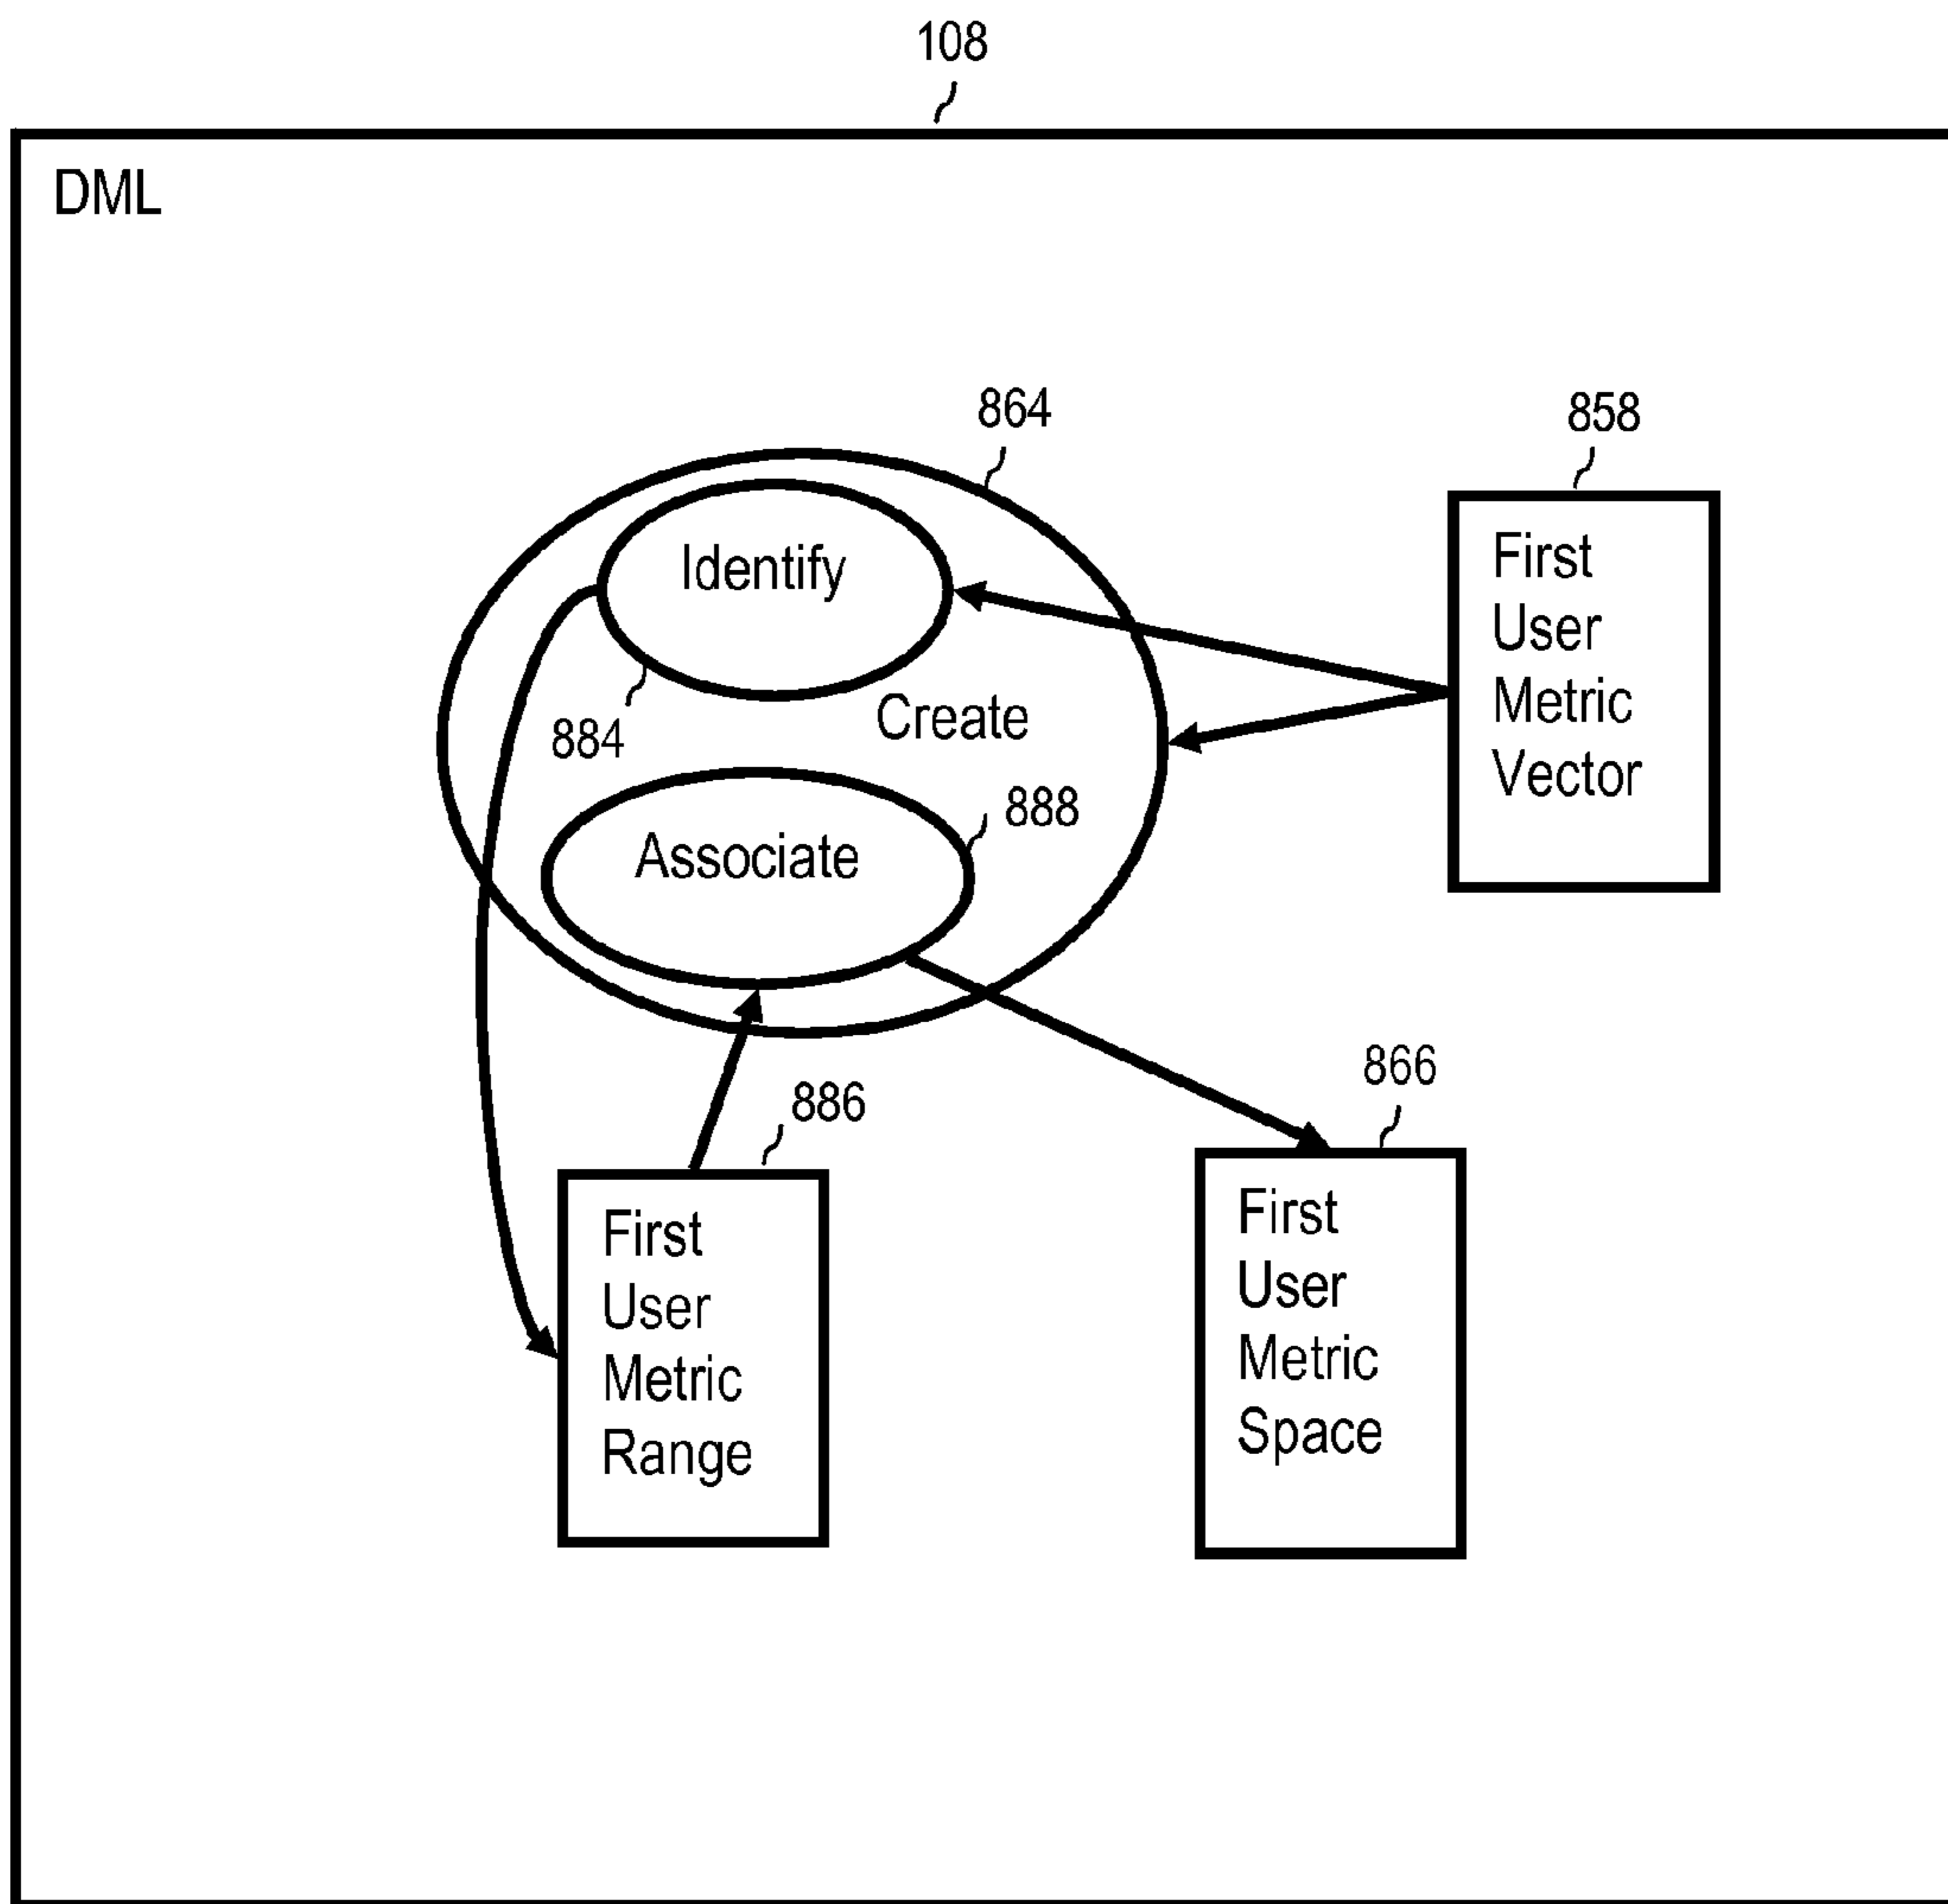 108
DML
864
858
Identify
First
User
Metric
Vector
884
Create
888
Associate
886
866
First
User
Metric
Range
First
User
Metric
Space